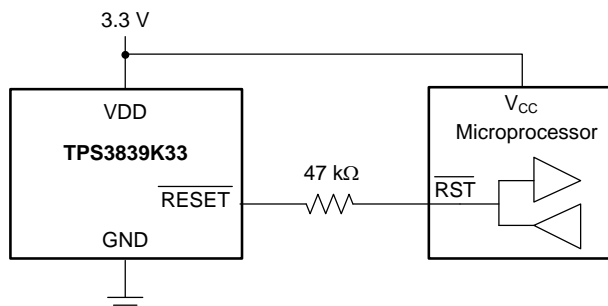 3.3 V
VDD
TPS3839K33
RESET
GND
47 kΩ
VCC
Microprocessor
RST